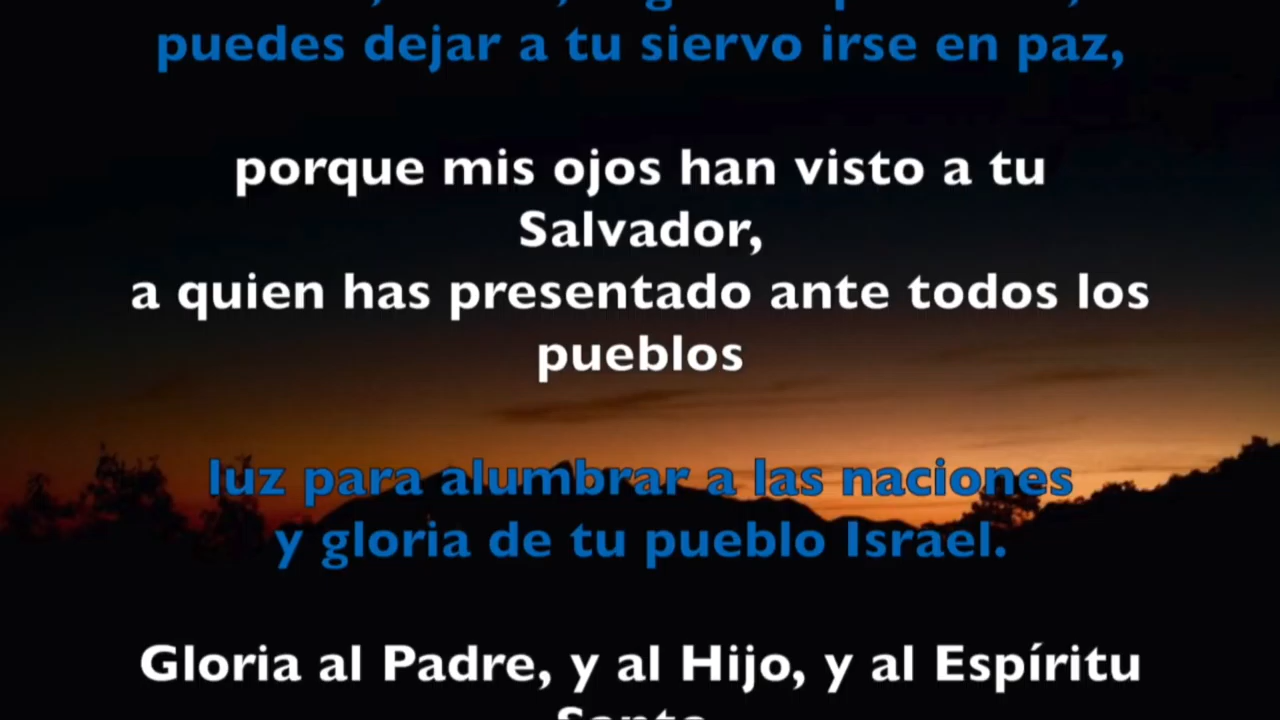 puedes dejar a tu siervo irse en paz,
porque mis ojos han visto a tu
Salvador,
a quien has presentado ante todos los
pueblos
luz para alumbrar a las naciones
y gloria de tu pueblo Israel.
Gloria al Padre, y al Hijo, y al Espíritu